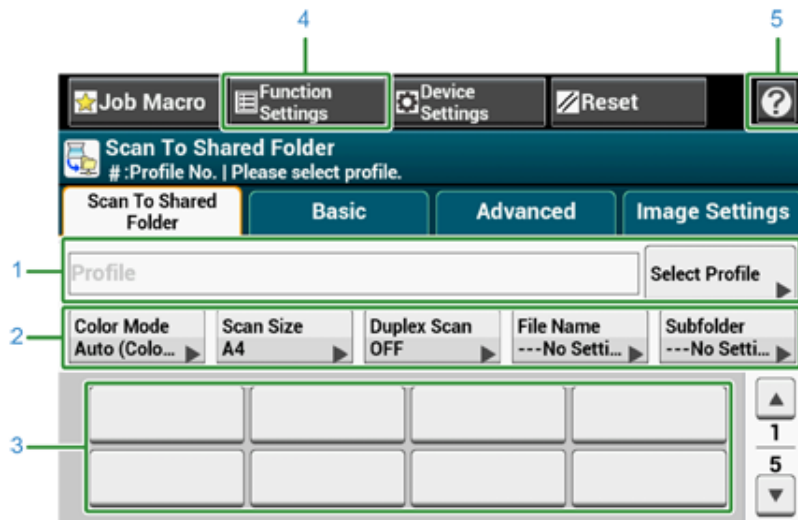 4 5
Job Macro Function Settings Device Settings Reset ?
Scan To Shared Folder
# :Profile No. | Please select profile.
Scan To Shared Folder Basic Advanced Image Settings
1 Profile Select Profile
2 Color Mode Scan Size Duplex Scan File Name Subfolder
Auto (Colo... A4 OFF ---No Setti... ---No Setti...
3
1
5